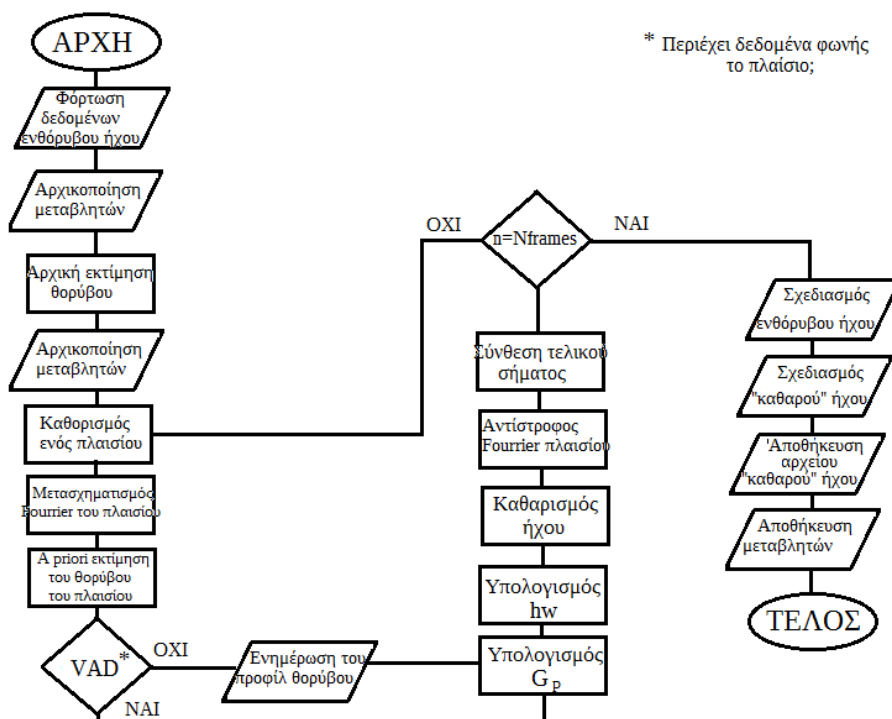 ΑΡΧΗ
Φόρτωση
δεδομένων
ενθόρυβου ήχου
Αρχικοποίηση
μεταβλητών
Αρχική εκτίμηση
θορύβου
Αρχικοποίηση
μεταβλητών
Καθορισμός
ενός πλαισίου
Μετασχηματισμός
Fourrier του πλαισίου
A priori εκτίμηση
του θορύβου
του πλαισίου
VAD*
ΟΧΙ
ΝΑΙ
Ενημέρωση του
προφίλ θορύβου
Υπολογισμός
G P
Υπολογισμός
hw
Καθαρισμός
ήχου
Αντίστροφος
Fourrier πλαισίου
Σύνθεση τελικού
σήματος
n=Nframes
ΟΧΙ
ΝΑΙ
Σχεδιασμός
ενθόρυβου ήχου
Σχεδιασμός
"καθαρού" ήχου
'Αποθήκευση
αρχείου
"καθαρού" ήχου
Αποθήκευση
μεταβλητών
ΤΕΛΟΣ
* Περιέχει δεδομένα φωνής
το πλαίσιο;